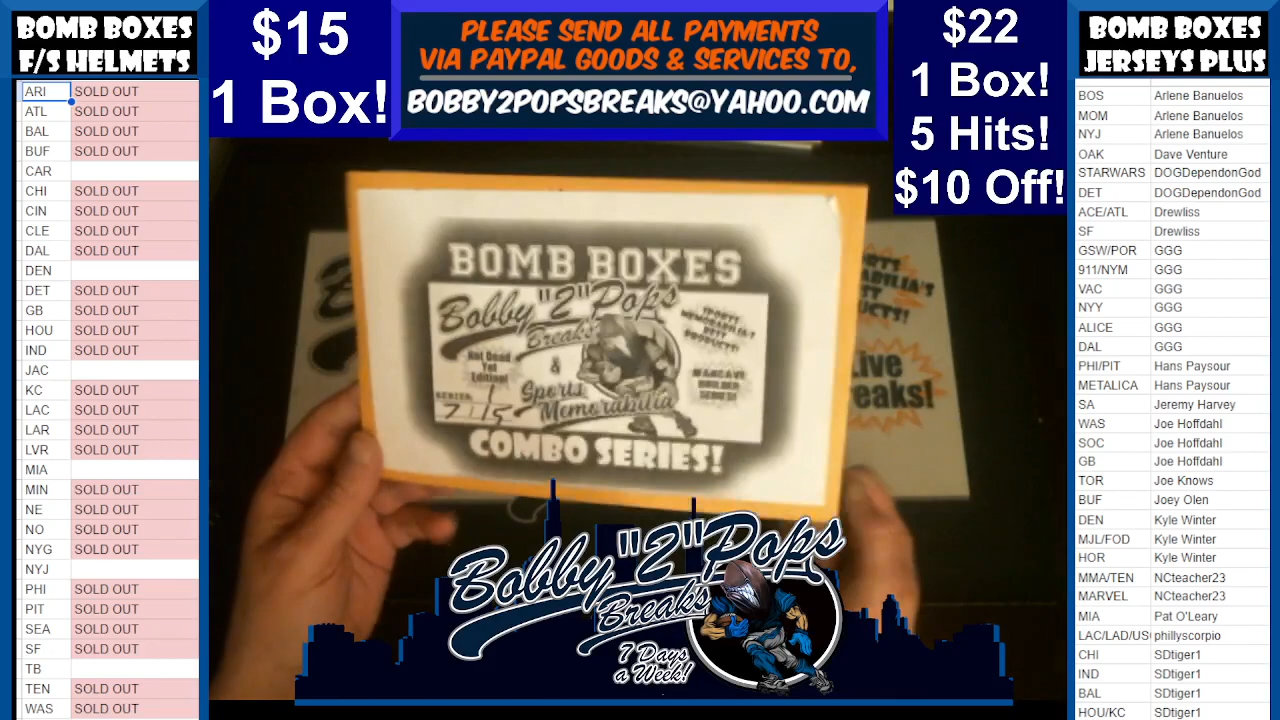 BOMB BOXES
F/S HELMETS
ARI SOLD OUT
ATL SOLD OUT
BAL SOLD OUT
BUF SOLD OUT
CAR
CHI SOLD OUT
CIN SOLD OUT
CLE SOLD OUT
DAL SOLD OUT
DEN
DET SOLD OUT
GB SOLD OUT
HOU SOLD OUT
IND SOLD OUT
JAC
KC SOLD OUT
LAC SOLD OUT
LAR SOLD OUT
LVR SOLD OUT
MIA
MIN SOLD OUT
NE SOLD OUT
NO SOLD OUT
NYG SOLD OUT
NYJ
PHI SOLD OUT
PIT SOLD OUT
SEA SOLD OUT
SF SOLD OUT
TB
TEN SOLD OUT
WAS SOLD OUT
$15
1 Box!
PLEASE SEND ALL PAYMENTS
VIA PAYPAL GOODS & SERVICES TO,
BOBBY2POPSBREAKS@YAHOO.COM
$22
1 Box!
5 Hits!
$10 Off!
BOMB BOXES
Bobby "2" Pops
Breaks
&
Sports
Memorabilia
Not Dead
Yet
Edition!
SERIES
MANCAVE
BUILDER
SERIES!
COMBO SERIES!
Live
Breaks!
Bobby "2" Pops
Breaks
7 Days
a Week!
BOMB BOXES
JERSEYS PLUS
BOS Arlene Banuelos
MOM Arlene Banuelos
NYJ Arlene Banuelos
OAK Dave Venture
STARWARS DOGDependonGod
DET DOGDependonGod
ACE/ATL Drewliss
SF Drewliss
GSW/POR GGG
911/NYM GGG
VAC GGG
NYY GGG
ALICE GGG
DAL GGG
PHI/PIT Hans Paysour
METALICA Hans Paysour
SA Jeremy Harvey
WAS Joe Hoffdahl
SOC Joe Hoffdahl
GB Joe Hoffdahl
TOR Joe Knows
BUF Joey Olen
DEN Kyle Winter
MJL/FOD Kyle Winter
HOR Kyle Winter
MMA/TEN NCteacher23
MARVEL NCteacher23
MIA Pat O'Leary
LAC/LAD/US phillyscorpio
CHI SDtiger1
IND SDtiger1
BAL SDtiger1
HOU/KC SDtiger1